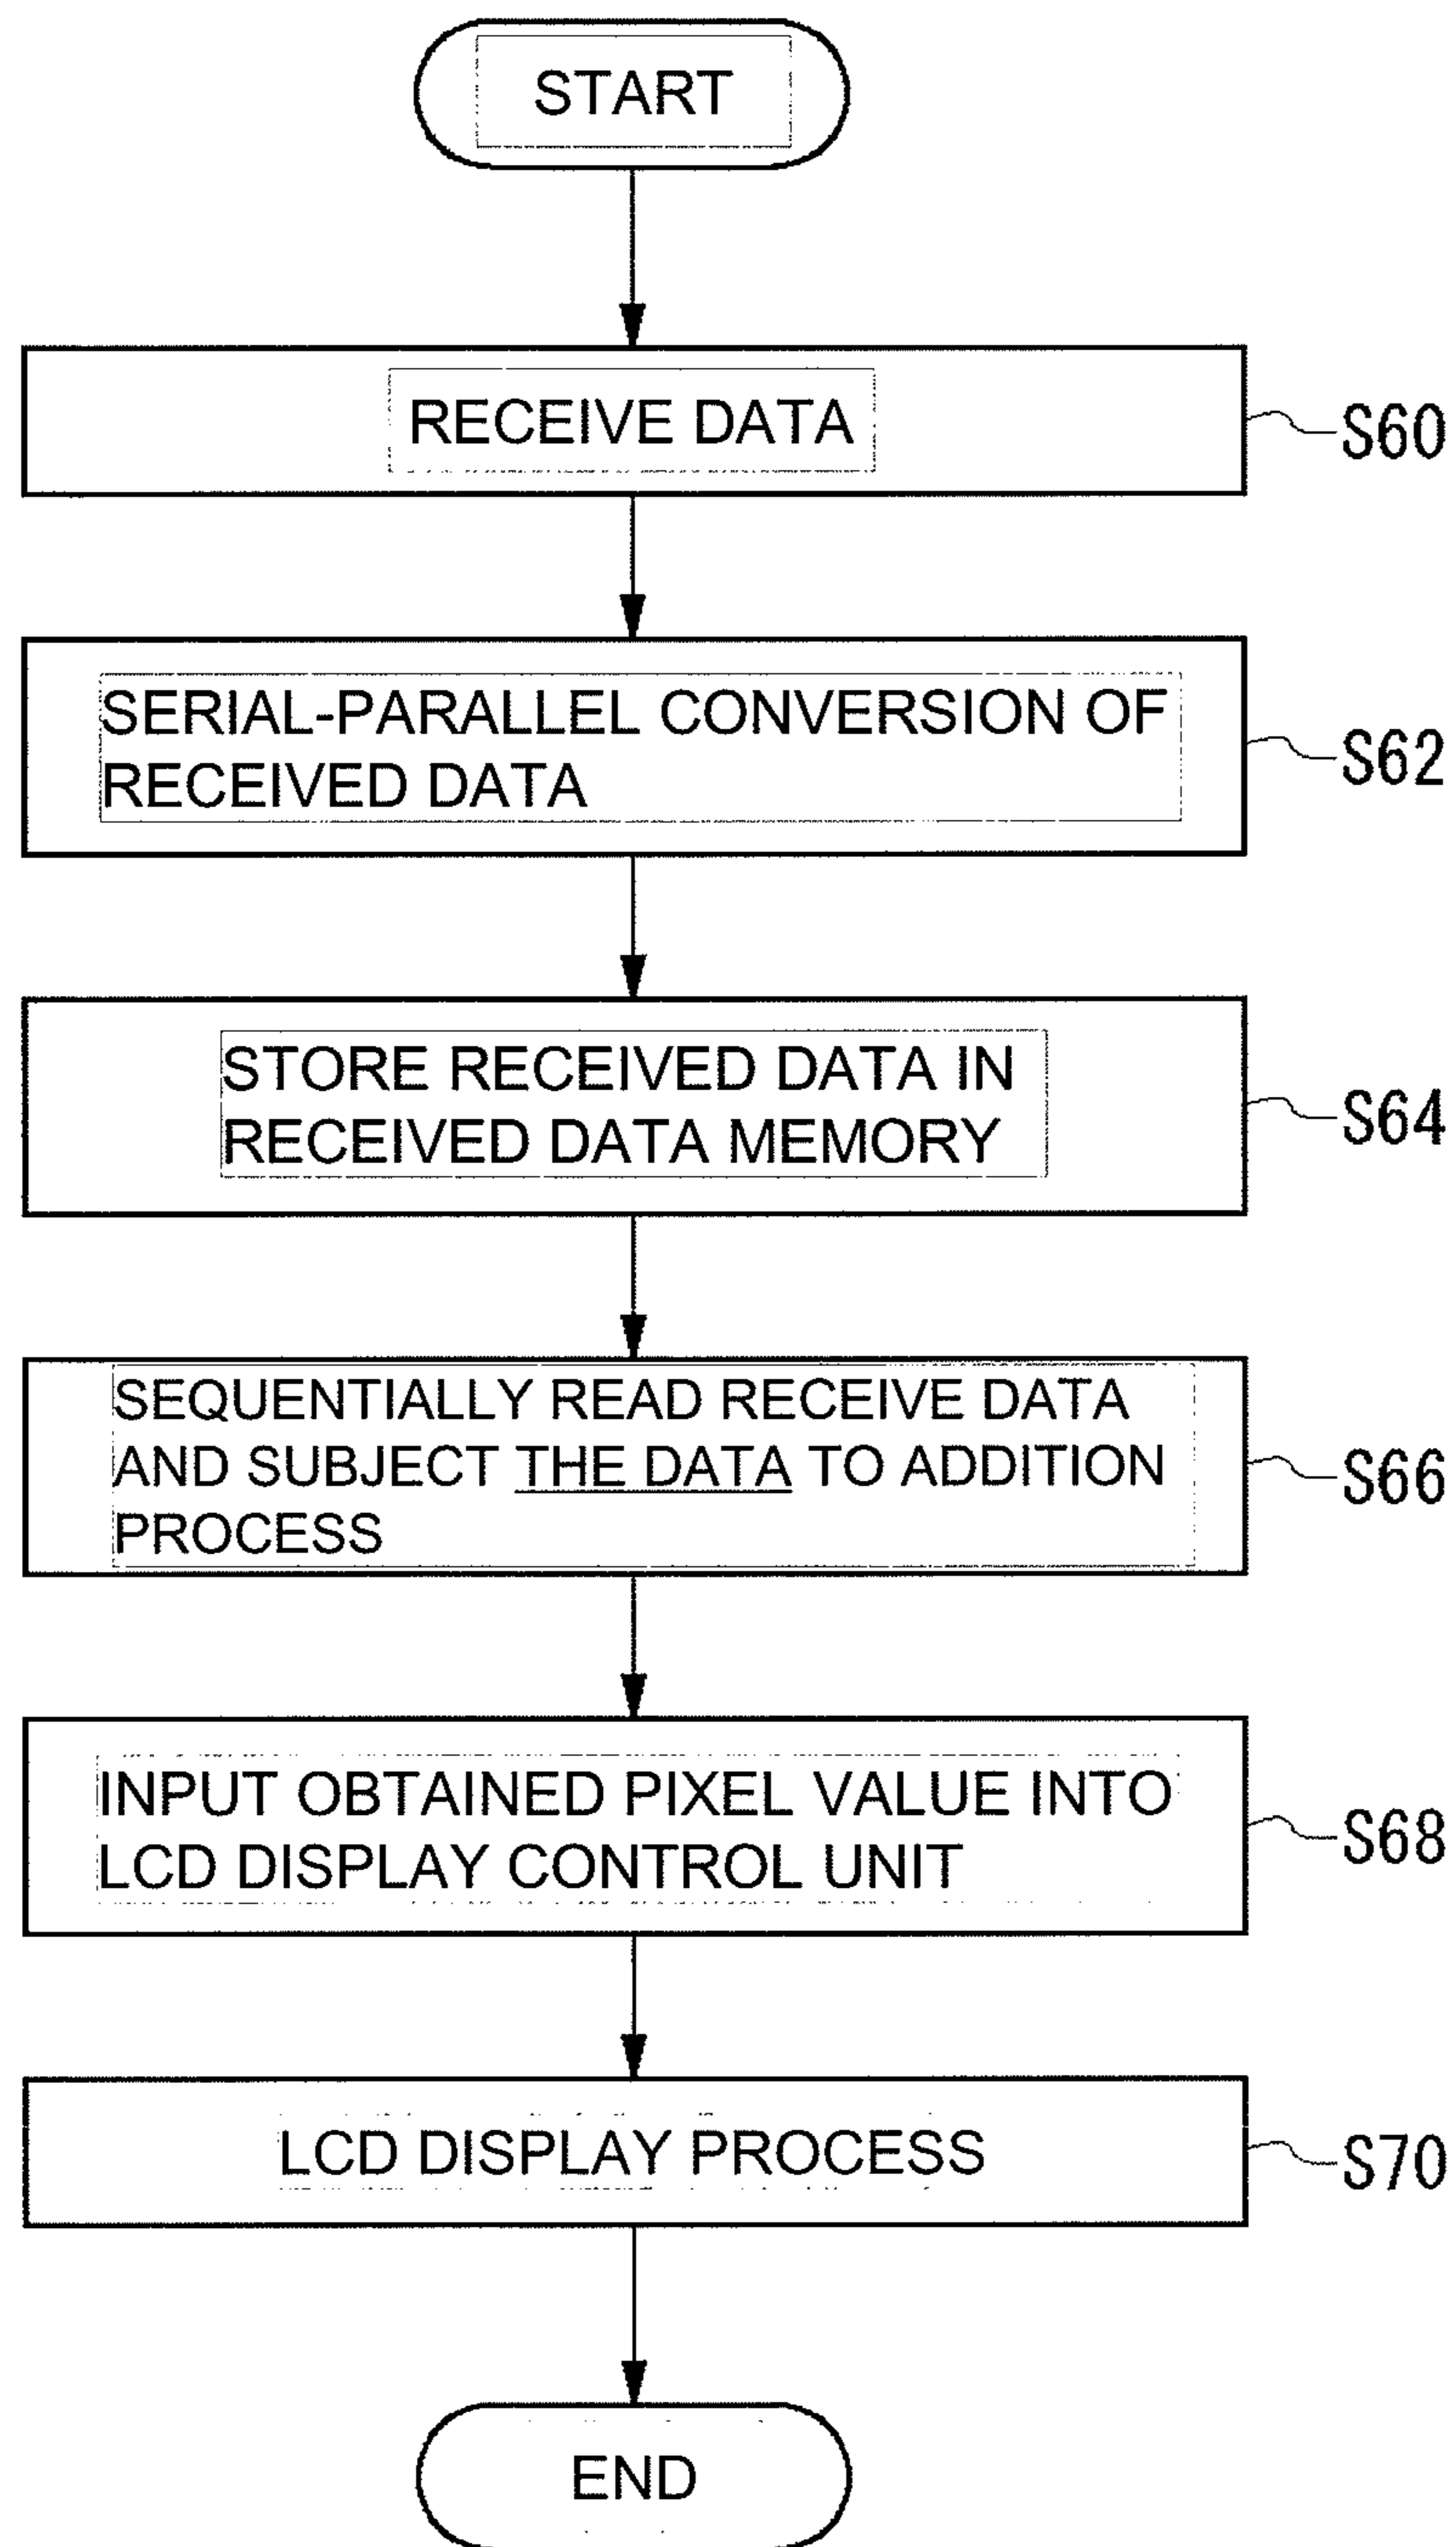 START
RECEIVE DATA
S60
SERIAL-PARALLEL CONVERSION OF
RECEIVED DATA
S62
STORE RECEIVED DATA IN
RECEIVED DATA MEMORY
S64
SEQUENTIALLY READ RECEIVE DATA
AND SUBJECT THE DATA TO ADDITION
PROCESS
S66
INPUT OBTAINED PIXEL VALUE INTO
LCD DISPLAY CONTROL UNIT
S68
LCD DISPLAY PROCESS
S70
END